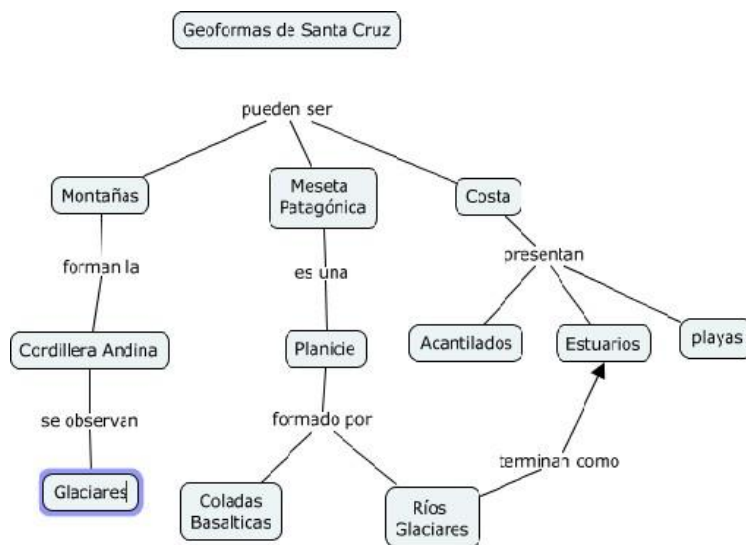 Geoformas de Santa Cruz
pueden ser
Montañas
Meseta
Patagónica
Costa
forman la
es una
presentan
Cordillera Andina
Planicie
Acantilados
Estuarios
playas
se observan
formado por
terminan como
Glaciares
Coladas
Basalticas
Ríos
Glaciares